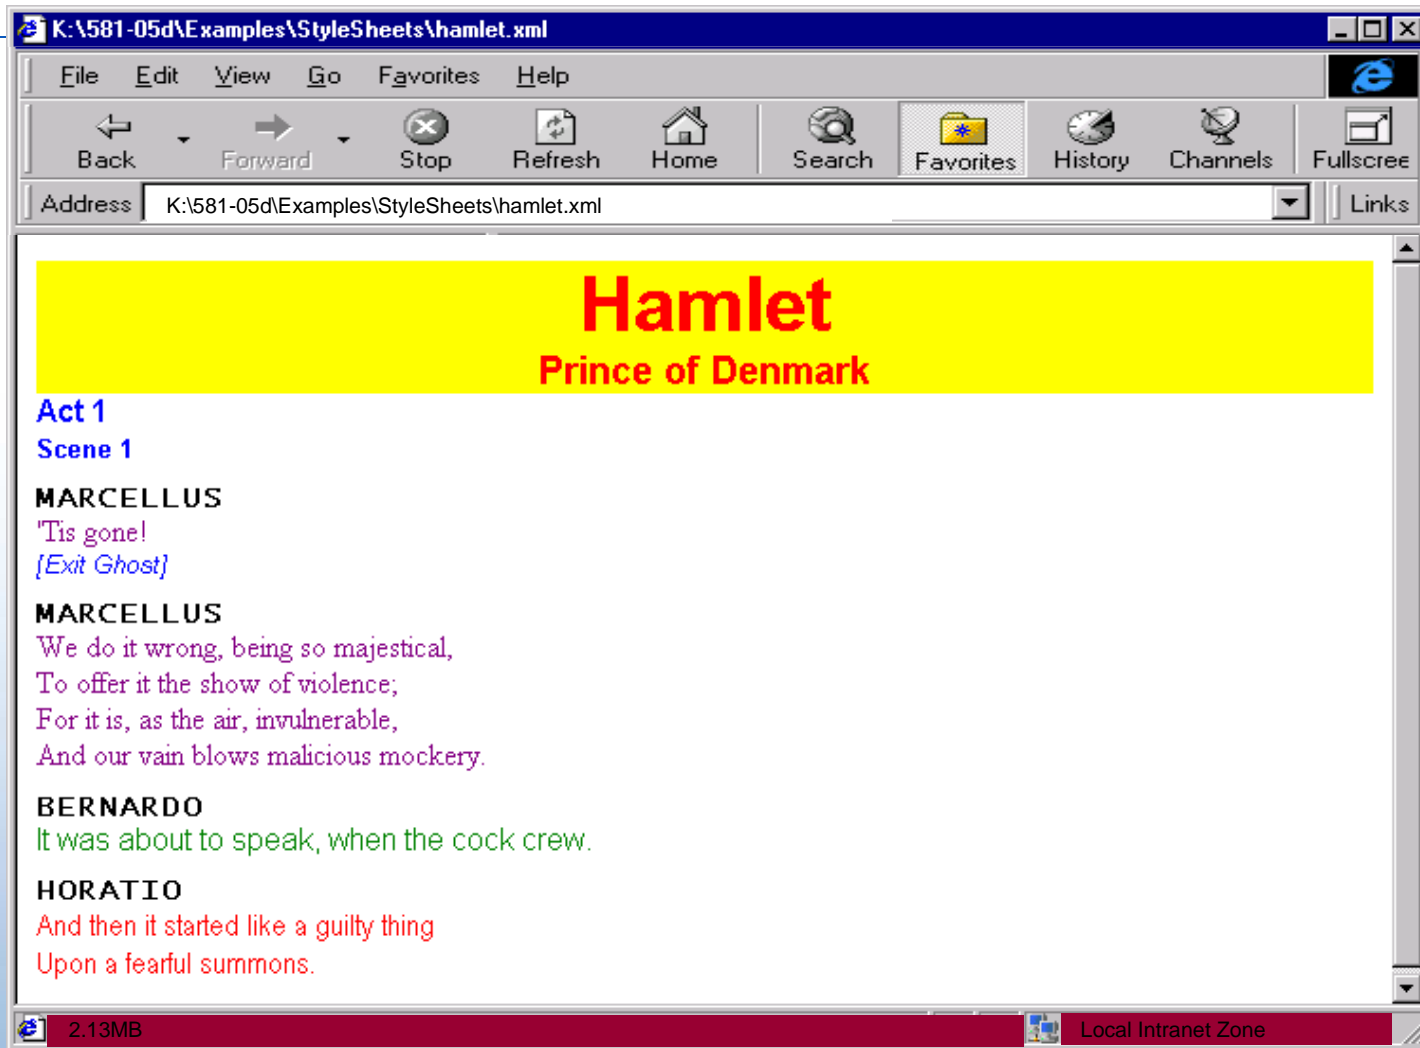 K:\581-05d\Examples\StyleSheets\hamlet.xml
File Edit View Go Favorites Help
Back Forward Stop Refresh Home Search Favorites History Channels Fullscree
Address K:\581-05d\Examples\StyleSheets\hamlet.xml Links
Hamlet
Prince of Denmark
Act 1
Scene 1
MARCELLUS
'Tis gone!
[Exit Ghost]
MARCELLUS
We do it wrong, being so majestical,
To offer it the show of violence;
For it is, as the air, invulnerable,
And our vain blows malicious mockery.
BERNARDO
It was about to speak, when the cock crew.
HORATIO
And then it started like a guilty thing
Upon a fearful summons.
2.13MB Local Intranet Zone